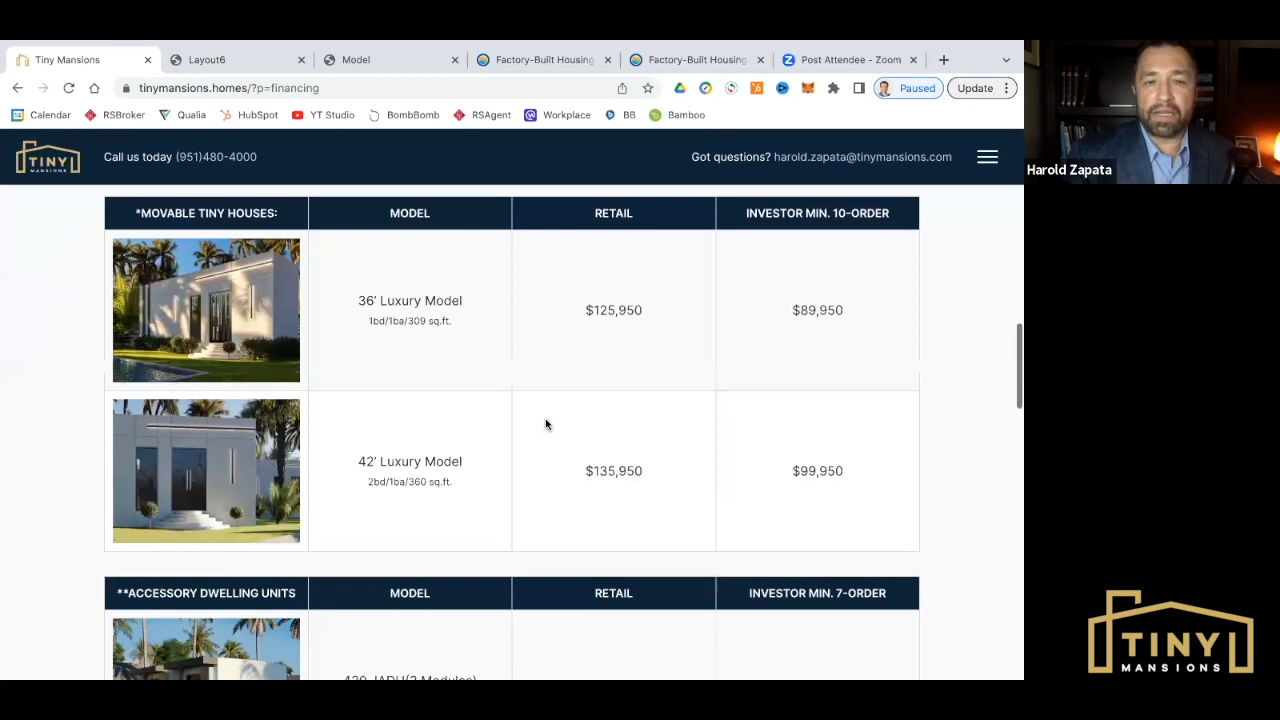 Tiny Mansions
Layout6
Model
Factory-Built Housing
Factory-Built Housing
Post Attendee - Zoom
tinymansions.homes/?p=financing
Paused
Update
Calendar
RSBroker
Qualia
HubSpot
YT Studio
BombBomb
RSAgent
Workplace
BB
Bamboo
TINY
MANSIONS
Call us today (951)480-4000
Got questions? harold.zapata@tinymansions.com
Harold Zapata
*MOVABLE TINY HOUSES:
MODEL
RETAIL
INVESTOR MIN. 10-ORDER
36' Luxury Model
1bd/1ba/309 sq.ft.
$125,950
$89,950
42' Luxury Model
2bd/1ba/360 sq.ft.
$135,950
$99,950
**ACCESSORY DWELLING UNITS
MODEL
RETAIL
INVESTOR MIN. 7-ORDER
TINY
MANSIONS